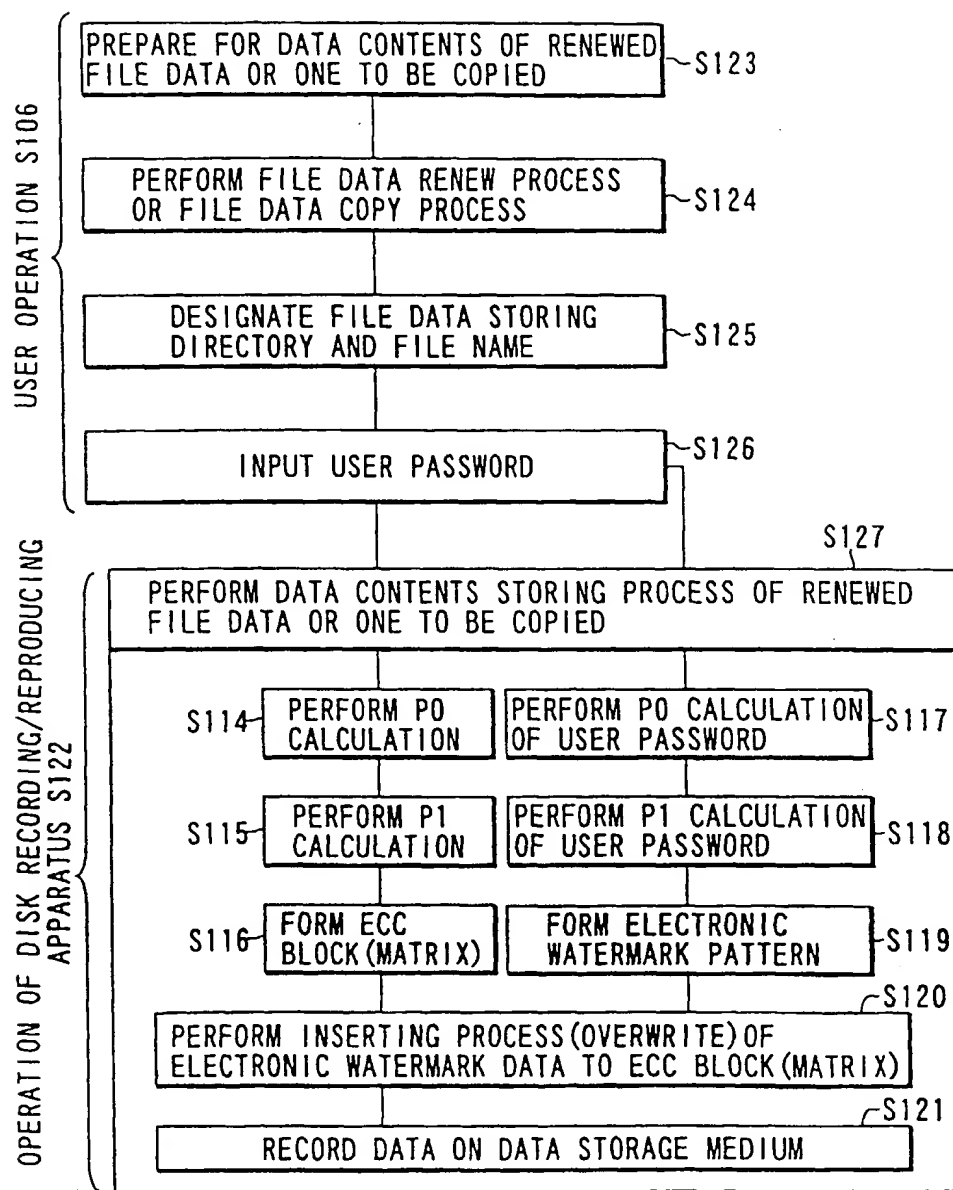 PREPARE FOR DATA CONTENTS OF RENEWED
FILE DATA OR ONE TO BE COPIED
S123
PERFORM FILE DATA RENEW PROCESS
OR FILE DATA COPY PROCESS
S124
DESIGNATE FILE DATA STORING
DIRECTORY AND FILE NAME
S125
INPUT USER PASSWORD
S126
USER OPERATION S106
S127
PERFORM DATA CONTENTS STORING PROCESS OF RENEWED
FILE DATA OR ONE TO BE COPIED
OPERATION OF DISK RECORDING/REPRODUCING
APPARATUS S122
S114
PERFORM PO
CALCULATION
PERFORM PO CALCULATION
OF USER PASSWORD
S117
S115
PERFORM P1
CALCULATION
PERFORM P1 CALCULATION
OF USER PASSWORD
S118
S116
FORM ECC
BLOCK(MATRIX)
FORM ELECTRONIC
WATERMARK PATTERN
S119
S120
PERFORM INSERTING PROCESS(OVERWRITE)OF
ELECTRONIC WATERMARK DATA TO ECC BLOCK(MATRIX)
S121
RECORD DATA ON DATA STORAGE MEDIUM